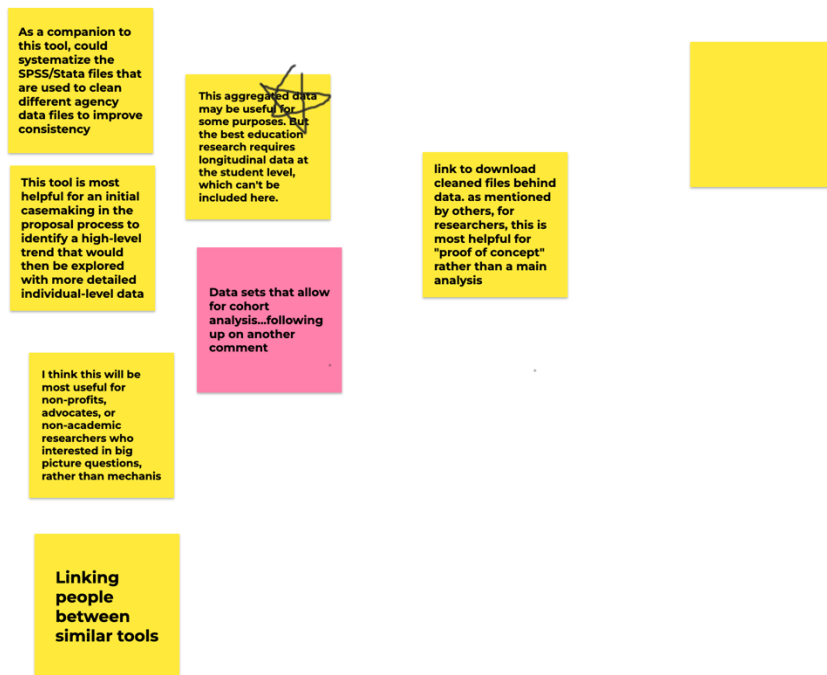 As a companion to
this tool, could
systematize the
SPSS/Stata files that
are used to clean
different agency
data files to improve
consistency
This aggregated data
may be useful for
some purposes. But
the best education
research requires
longitudinal data at
the student level,
which can't be
included here.
This tool is most
helpful for an initial
casemaking in the
proposal process to
identify a high-level
trend that would
then be explored
with more detailed
individual-level data
link to download
cleaned files behind
data. as mentioned
by others, for
researchers, this is
most helpful for
"proof of concept"
rather than a main
analysis
Data sets that allow
for cohort
analysis...following
up on another
comment
I think this will be
most useful for
non-profits,
advocates, or
non-academic
researchers who
interested in big
picture questions,
rather than mechanis
Linking
people
between
similar tools